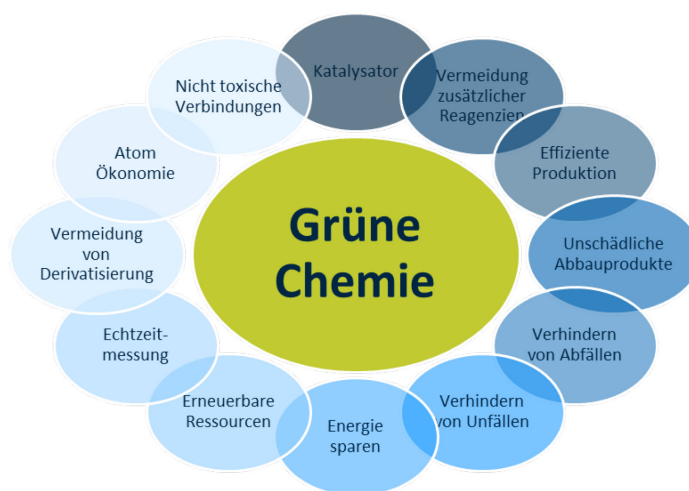 Katalysator
Vermeidung
zusätzlicher
Reagenzien
Effiziente
Produktion
Unschädliche
Abbauprodukte
Verhindern
von Abfällen
Verhindern
von Unfällen
Energie
sparen
Erneuerbare
Ressourcen
Echtzeit-
messung
Vermeidung
von
Derivatisierung
Atom
Ökonomie
Nicht toxische
Verbindungen
Grüne
Chemie